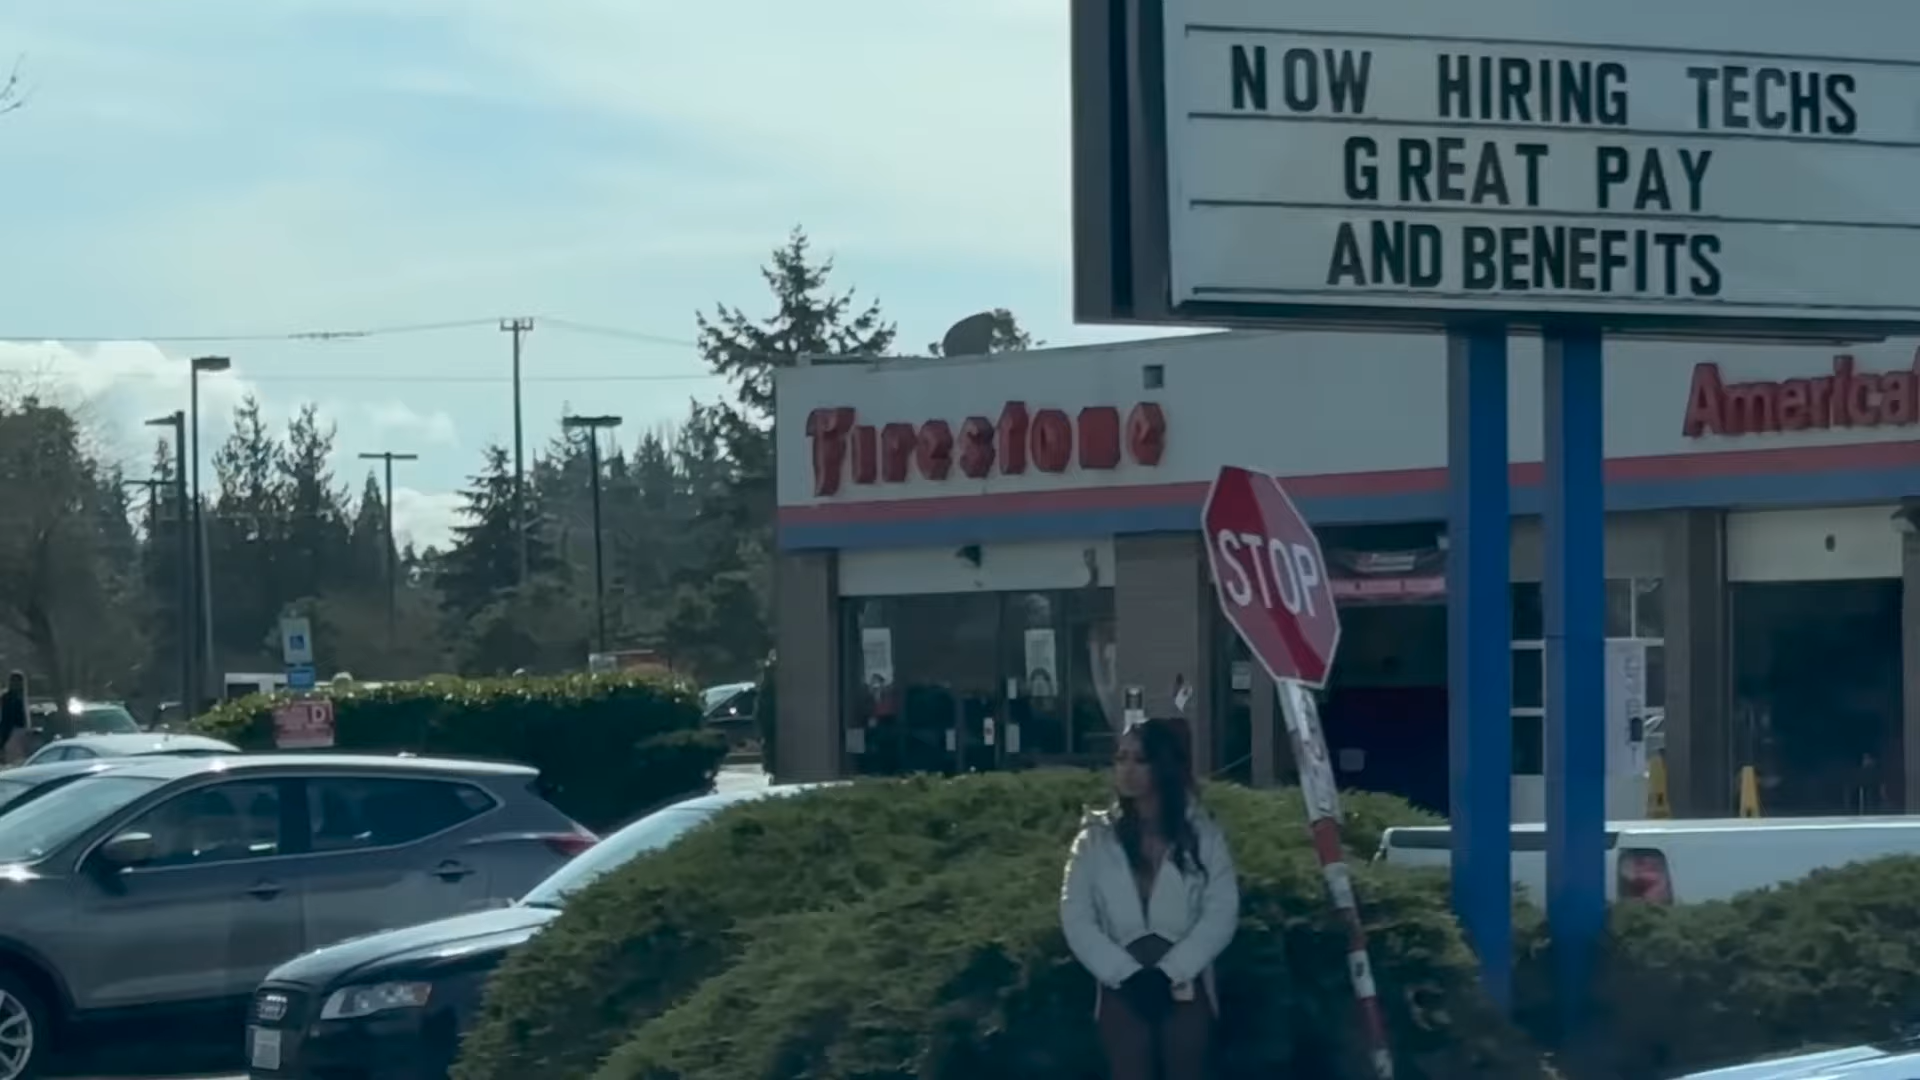 NOW HIRING TECHS
GREAT PAY
AND BENEFITS
Firestone
STOP